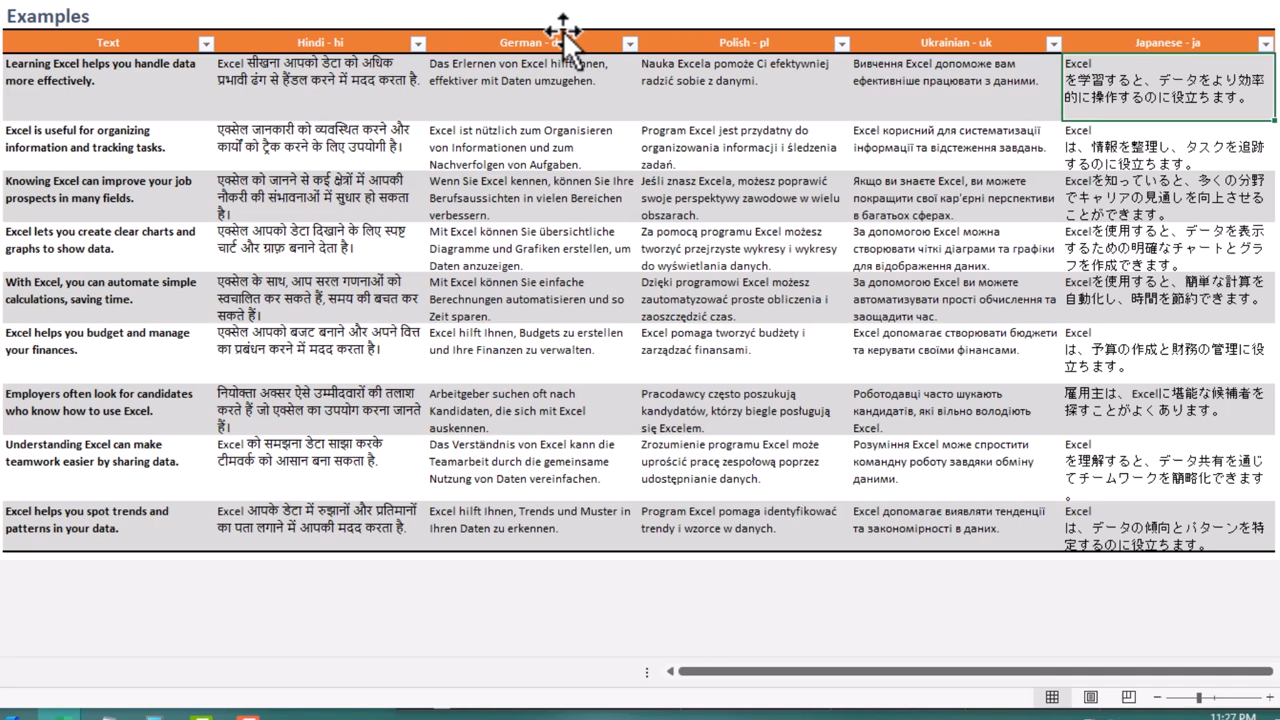 Examples
Text
Hindi - hi
German - 
Polish - pl
Ukrainian - uk
Japanese - ja
Learning Excel helps you handle data
more effectively.
Excel सीखना आपको डेटा को अधिक
प्रभावी ढंग से हैंडल करने में मदद करता है.
Das Erlernen von Excel hilft Ihnen,
effektiver mit Daten umzugehen.
Nauka Excela pomoże Ci efektywniej
radzić sobie z danymi.
Вивчення Excel допоможе вам
ефективніше працювати з даними.
Excel
を学習すると、データをより効率
的に操作するのに役立ちます。
Excel is useful for organizing
information and tracking tasks.
एक्सेल जानकारी को व्यवस्थित करने और
कार्यों को ट्रैक करने के लिए उपयोगी है।
Excel ist nützlich zum Organisieren
von Informationen und zum
Nachverfolgen von Aufgaben.
Program Excel jest przydatny do
organizowania informacji i śledzenia
zadań.
Excel корисний для систематизації
інформації та відстеження завдань.
Excel
は、情報を整理し、タスクを追跡
するのに役立ちます。
Knowing Excel can improve your job
prospects in many fields.
एक्सेल को जानने से कई क्षेत्रों में आपकी
नौकरी की संभावनाओं में सुधार हो सकता
है।
Wenn Sie Excel kennen, können Sie Ihre
Berufsaussichten in vielen Bereichen
verbessern.
Jeśli znasz Excela, możesz poprawić
swoje perspektywy zawodowe w wielu
obszarach.
Якщо ви знаєте Excel, ви можете
покращити свої кар'єрні перспективи
в багатьох сферах.
Excelを知っていると、多くの分野
でキャリアの見通しを向上させる
ことができます。
Excel lets you create clear charts and
graphs to show data.
एक्सेल आपको डेटा दिखाने के लिए स्पष्ट
चार्ट और ग्राफ़ बनाने देता है।
Mit Excel können Sie übersichtliche
Diagramme und Grafiken erstellen, um
Daten anzuzeigen.
Za pomocą programu Excel możesz
tworzyć przejrzyste wykresy i wykresy
do wyświetlania danych.
За допомогою Excel можна
створювати чіткі діаграми та графіки
для відображення даних.
Excelを使用すると、データを表示
するための明確なチャートとグラ
フを作成できます。
With Excel, you can automate simple
calculations, saving time.
एक्सेल के साथ, आप सरल गणनाओं को
स्वचालित कर सकते हैं, समय की बचत कर
सकते हैं।
Mit Excel können Sie einfache
Berechnungen automatisieren und so
Zeit sparen.
Dzięki programowi Excel możesz
zautomatyzować proste obliczenia i
zaoszczędzić czas.
За допомогою Excel ви можете
автоматизувати прості обчислення та
заощадити час.
Excelを使用すると、簡単な計算を
自動化し、時間を節約できます。
Excel helps you budget and manage
your finances.
एक्सेल आपको बजट बनाने और अपने वित्त
का प्रबंधन करने में मदद करता है।
Excel hilft Ihnen, Budgets zu erstellen
und Ihre Finanzen zu verwalten.
Excel pomaga tworzyć budżety i
zarządzać finansami.
Excel допомагає створювати бюджети
та керувати своїми фінансами.
Excel
は、予算の作成と財務の管理に役
立ちます。
Employers often look for candidates
who know how to use Excel.
नियोक्ता अक्सर ऐसे उम्मीदवारों की तलाश
करते हैं जो एक्सेल का उपयोग करना जानते
हैं।
Arbeitgeber suchen oft nach
Kandidaten, die sich mit Excel
auskennen.
Pracodawcy często poszukują
kandydatów, którzy biegle posługują
się Excelem.
Роботодавці часто шукають
кандидатів, які вільно володіють
Excel.
雇用主は、Excelに堪能な候補者を
探すことがよくあります。
Understanding Excel can make
teamwork easier by sharing data.
Excel को समझना डेटा साझा करके
टीमवर्क को आसान बना सकता है.
Das Verständnis von Excel kann die
Teamarbeit durch die gemeinsame
Nutzung von Daten vereinfachen.
Zrozumienie programu Excel może
uprościć pracę zespołową poprzez
udostępnianie danych.
Розуміння Excel може спростити
командну роботу завдяки обміну
даними.
Excel
を理解すると、データ共有を通じ
てチームワークを簡略化できます
。
Excel helps you spot trends and
patterns in your data.
Excel आपके डेटा में रुझानों और प्रतिमानों
का पता लगाने में आपकी मदद करता है.
Excel hilft Ihnen, Trends und Muster in
Ihren Daten zu erkennen.
Program Excel pomaga identyfikować
trendy i wzorce w danych.
Excel допомагає виявляти тенденції
та закономірності в даних.
Excel
は、データの傾向とパターンを特
定するのに役立ちます。
11:27 PM